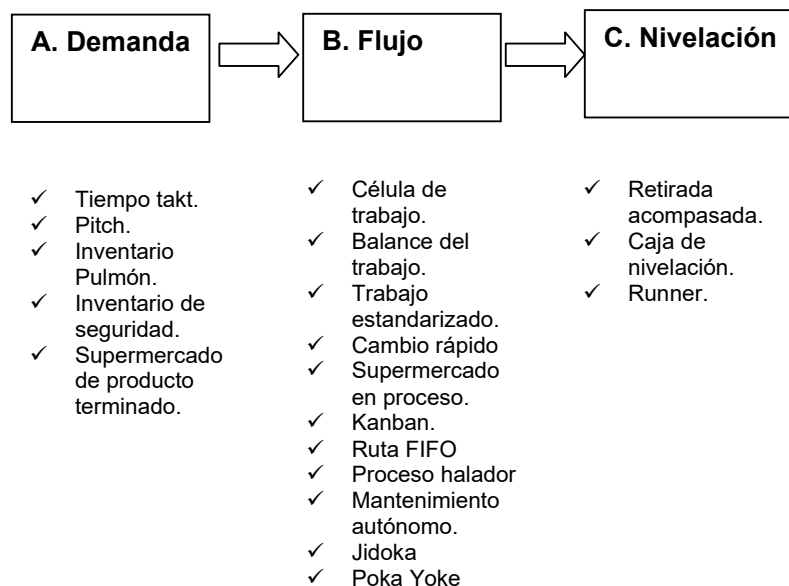 A. Demanda
B. Flujo
C. Nivelación
✓ Tiempo takt.
✓ Pitch.
✓ Inventario
Pulmón.
✓ Inventario de
seguridad.
✓ Supermercado
de producto
terminado.
✓ Célula de
trabajo.
✓ Balance del
trabajo.
✓ Trabajo
estandarizado.
✓ Cambio rápido
✓ Supermercado
en proceso.
✓ Kanban.
✓ Ruta FIFO
✓ Proceso halador
✓ Mantenimiento
autónomo.
✓ Jidoka
✓ Poka Yoke
✓ Retirada
acompasada.
✓ Caja de
nivelación.
✓ Runner.